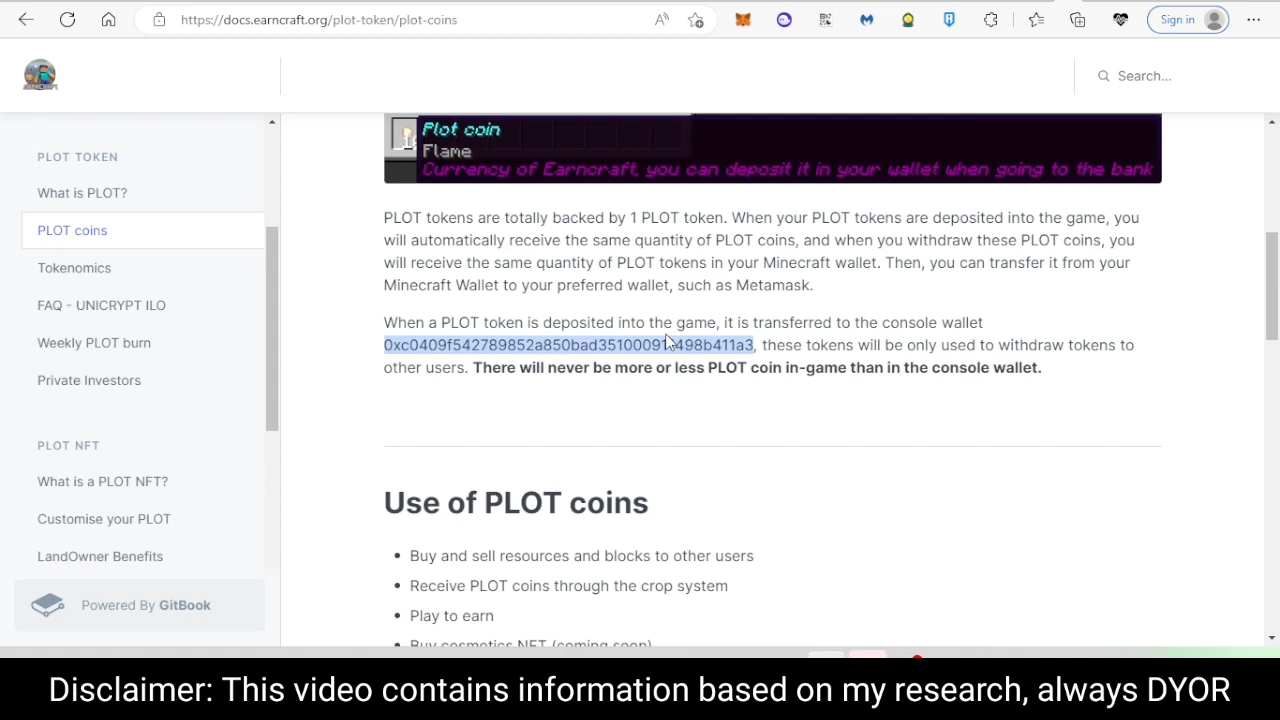 https://docs.earncraft.org/plot-token/plot-coins
Sign in
Search...
PLOT TOKEN
What is PLOT?
PLOT coins
Tokenomics
FAQ - UNICRYPT ILO
Weekly PLOT burn
Private Investors
PLOT NFT
What is a PLOT NFT?
Customise your PLOT
LandOwner Benefits
Powered By GitBook
Plot coin
Flame
Currency of Earncraft, you can deposit it in your wallet when going to the bank
PLOT tokens are totally backed by 1 PLOT token. When your PLOT tokens are deposited into the game, you
will automatically receive the same quantity of PLOT coins, and when you withdraw these PLOT coins, you
will receive the same quantity of PLOT tokens in your Minecraft wallet. Then, you can transfer it from your
Minecraft Wallet to your preferred wallet, such as Metamask.
When a PLOT token is deposited into the game, it is transferred to the console wallet
these tokens will be only used to withdraw tokens to
other users. There will never be more or less PLOT coin in-game than in the console wallet.
Use of PLOT coins
• Buy and sell resources and blocks to other users
• Receive PLOT coins through the crop system
• Play to earn
• Buy cosmetics NFT (coming soon)
Disclaimer: This video contains information based on my research, always DYOR